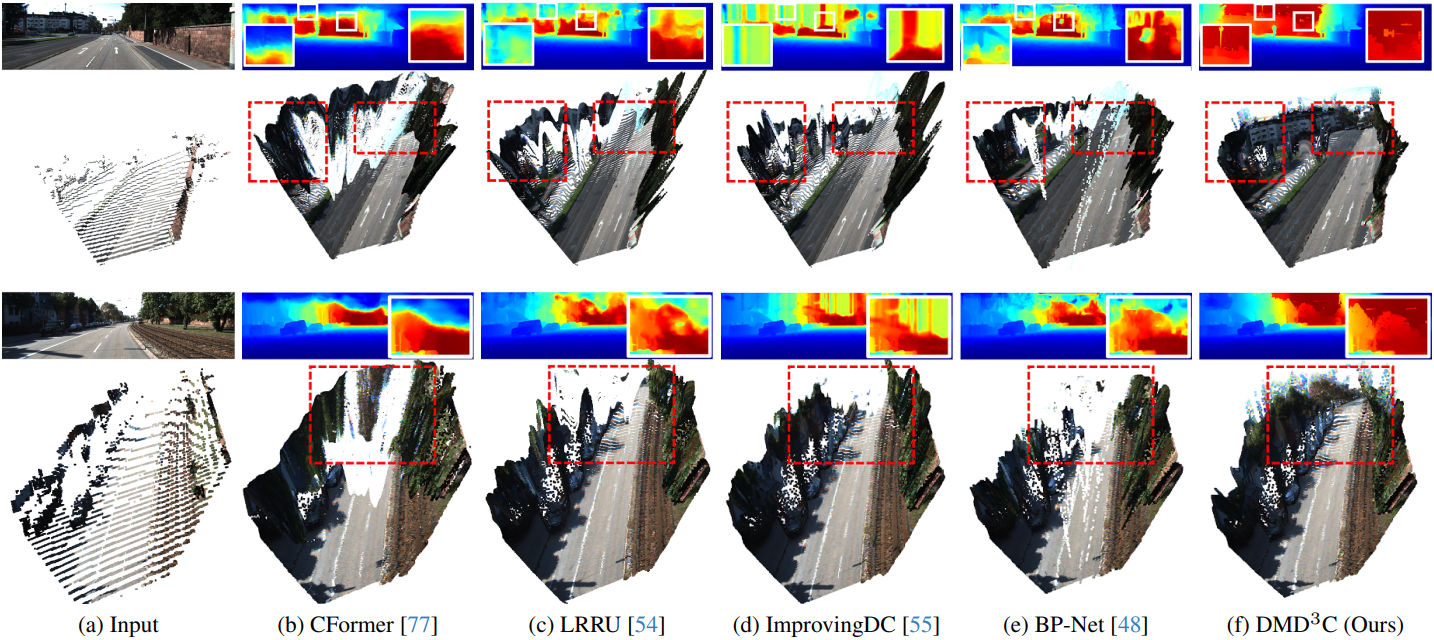 (a) Input
(b) CFormer [77]
(c) LRRU [54]
(d) ImprovingDC [55]
(e) BP-Net [48]
(f) DMD³C (Ours)